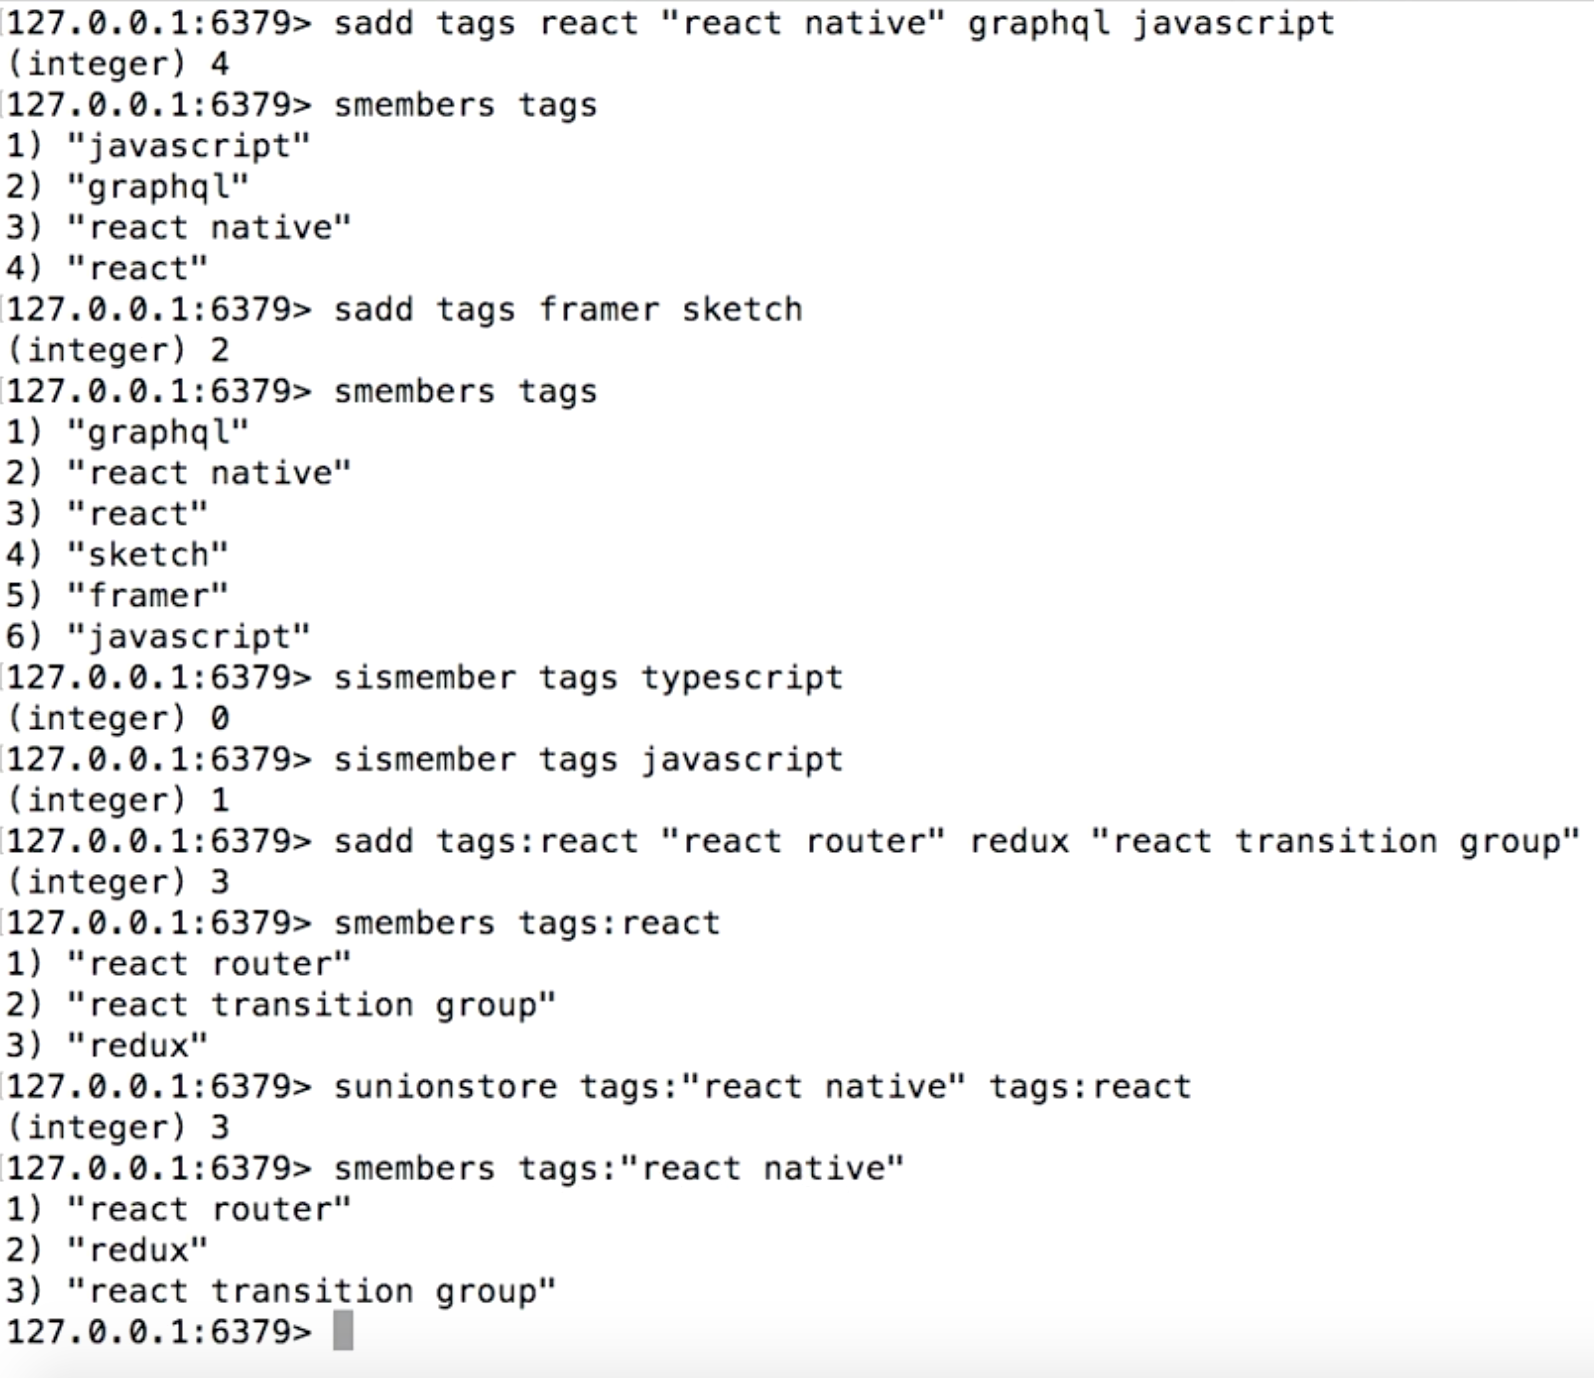 127.0.0.1:6379> sadd tags react "react native" graphql javascript
(integer) 4
127.0.0.1:6379> smembers tags
1) "javascript"
2) "graphql"
3) "react native"
4) "react"
127.0.0.1:6379> sadd tags framer sketch
(integer) 2
127.0.0.1:6379> smembers tags
1) "graphql"
2) "react native"
3) "react"
4) "sketch"
5) "framer"
6) "javascript"
127.0.0.1:6379> sismember tags typescript
(integer) 0
127.0.0.1:6379> sismember tags javascript
(integer) 1
127.0.0.1:6379> sadd tags:react "react router" redux "react transition group"
(integer) 3
127.0.0.1:6379> smembers tags:react
1) "react router"
2) "react transition group"
3) "redux"
127.0.0.1:6379> sunionstore tags:"react native" tags:react
(integer) 3
127.0.0.1:6379> smembers tags:"react native"
1) "react router"
2) "redux"
3) "react transition group"
127.0.0.1:6379>